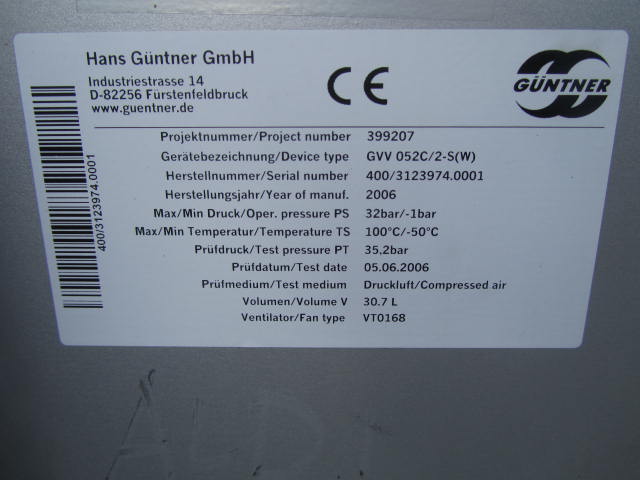 Hans Güntner GmbH
Industriestrasse 14
D-82256 Fürstenfeldbruck
www.guentner.de
CE
GÜNTNER
Projektnummer/Project number 399207
Gerätebezeichnung/Device type GVV 052C/2-S(W)
Herstellnummer/Serial number 400/3123974.0001
Herstellungsjahr/Year of manuf. 2006
Max/Min Druck/Oper. pressure PS 32bar/-1bar
Max/Min Temperatur/Temperature TS 100°C/-50°C
Prüfdruck/Test pressure PT 35,2bar
Prüfdatum/Test date 05.06.2006
Prüfmedium/Test medium Druckluft/Compressed air
Volumen/Volume V 30.7 L
Ventilator/Fan type VT0168
400/3123974.0001